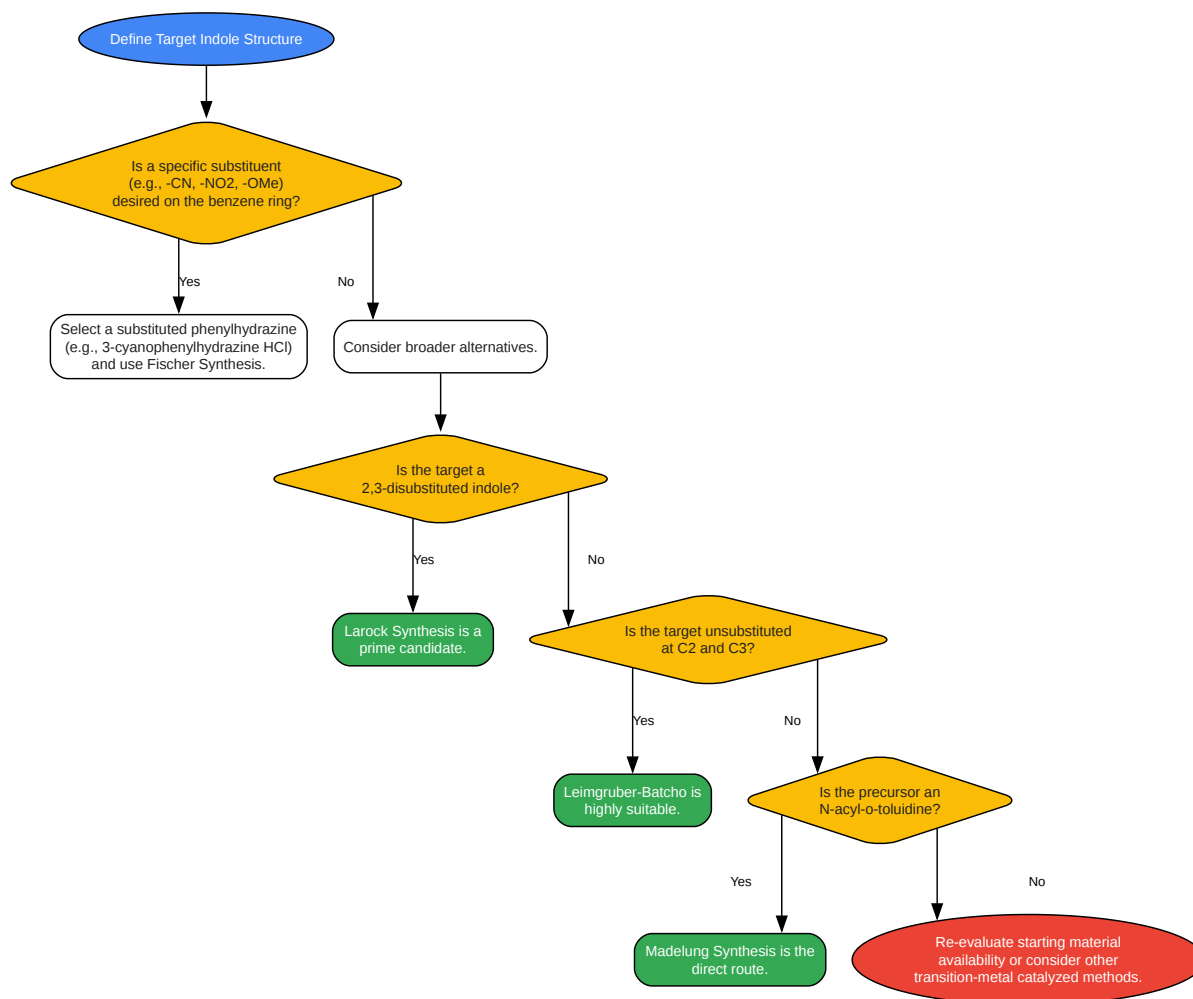 Define Target Indole Structure
Is a specific substituent
(e.g., -CN, -NO2, -OMe)
desired on the benzene ring?
Yes
No
Select a substituted phenylhydrazine
(e.g., 3-cyanophenylhydrazine HCl)
and use Fischer Synthesis.
Consider broader alternatives.
Is the target a
2,3-disubstituted indole?
Yes
No
Larock Synthesis is a
prime candidate.
Is the target unsubstituted
at C2 and C3?
Yes
No
Leimgruber-Batcho is
highly suitable.
Is the precursor an
N-acyl-o-toluidine?
Yes
No
Madelung Synthesis is the
direct route.
Re-evaluate starting material
availability or consider other
transition-metal catalyzed methods.